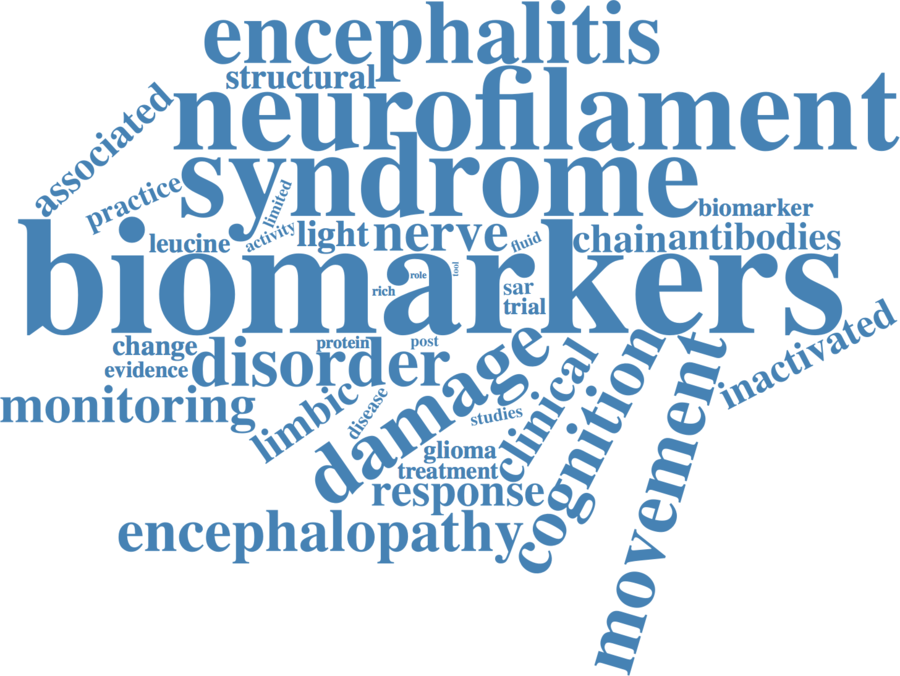 encephalitis
structural
associated
neurofilament
syndrome
practice
limited
activity
biomarker
leucine
light
nerve
fluid
chain
antibodies
biomarkers
role
tool
rich
sar
trial
inactivated
change
protein
post
evidence
disorder
damage
clinical
cognition
movement
monitoring
limbic
disease
studies
glioma
treatment
response
encephalopathy